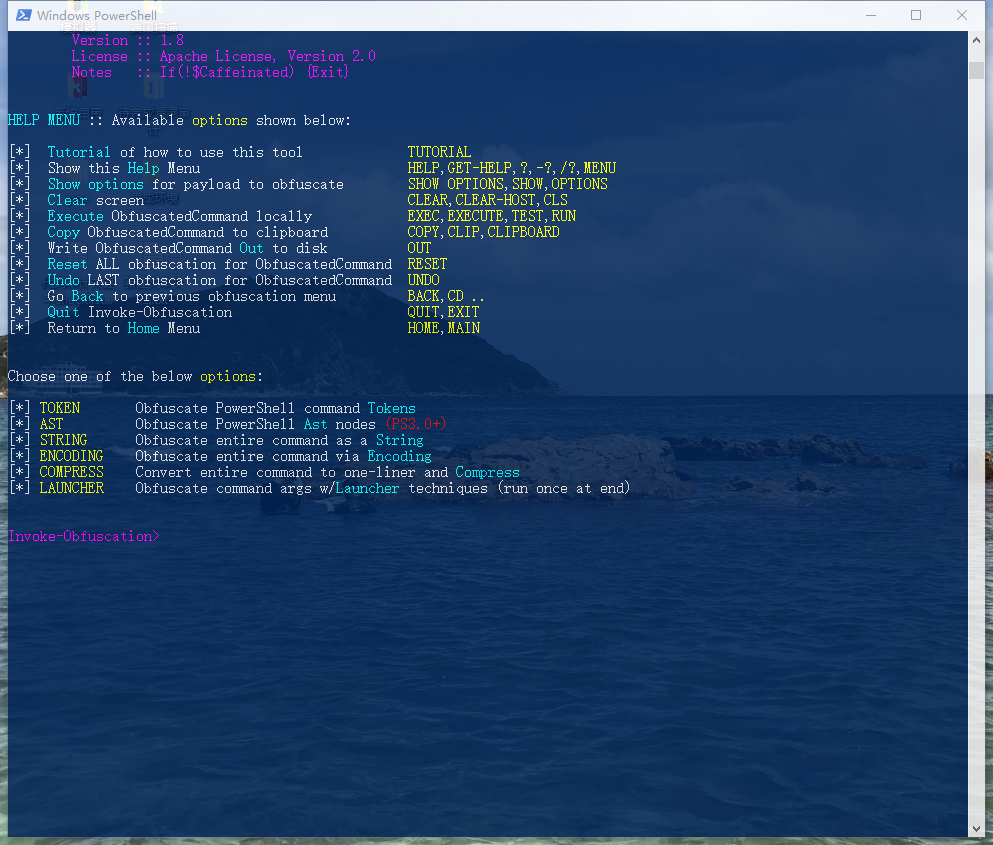 Windows PowerShell
Version :: 1.8
License :: Apache License, Version 2.0
Notes :: If(!$Caffeinated) {Exit}
HELP MENU :: Available options shown below:
[*] Tutorial of how to use this tool TUTORIAL
[*] Show this Help Menu HELP,GET-HELP,?,-?,/?,MENU
[*] Show options for payload to obfuscate SHOW OPTIONS,SHOW,OPTIONS
[*] Clear screen CLEAR,CLEAR-HOST,CLS
[*] Execute ObfuscatedCommand locally EXEC,EXECUTE,TEST,RUN
[*] Copy ObfuscatedCommand to clipboard COPY,CLIP,CLIPBOARD
[*] Write ObfuscatedCommand Out to disk OUT
[*] Reset ALL obfuscation for ObfuscatedCommand RESET
[*] Undo LAST obfuscation for ObfuscatedCommand UNDO
[*] Go Back to previous obfuscation menu BACK,CD ..
[*] Quit Invoke-Obfuscation QUIT,EXIT
[*] Return to Home Menu HOME,MAIN
Choose one of the below options:
[*] TOKEN Obfuscate PowerShell command Tokens
[*] AST Obfuscate PowerShell Ast nodes (PS3.0+)
[*] STRING Obfuscate entire command as a String
[*] ENCODING Obfuscate entire command via Encoding
[*] COMPRESS Convert entire command to one-liner and Compress
[*] LAUNCHER Obfuscate command args w/Launcher techniques (run once at end)
Invoke-Obfuscation>